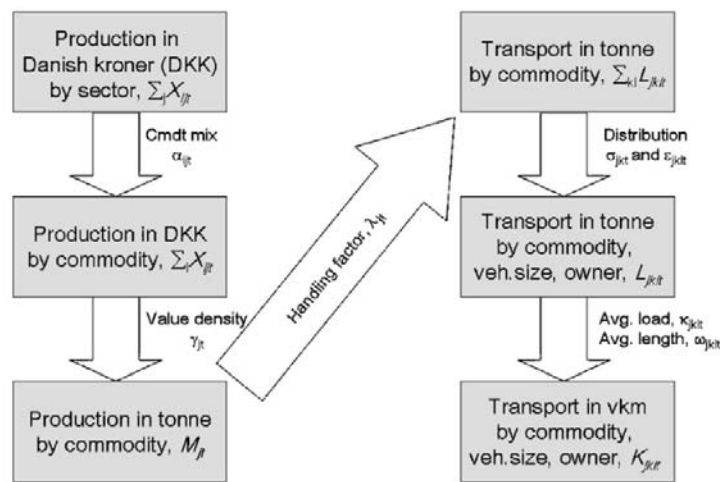 Production in
Danish kroner (DKK)
by sector, ∑ⱼXᵢⱼₜ
Cmdt mix
αᵢⱼₜ
Production in DKK
by commodity, ∑ᵢXᵢⱼₜ
Value density
γⱼₜ
Production in tonne
by commodity, Mⱼₜ
Handling factor, λⱼₜ
Transport in tonne
by commodity, ∑ₖₗLⱼₖₗₜ
Distribution
σⱼₖₜ and εⱼₖₗₜ
Transport in tonne
by commodity,
veh.size, owner, Lⱼₖₗₜ
Avg. load, κⱼₖₗₜ
Avg. length, ωⱼₖₗₜ
Transport in vkm
by commodity,
veh.size, owner, Kⱼₖₗₜ